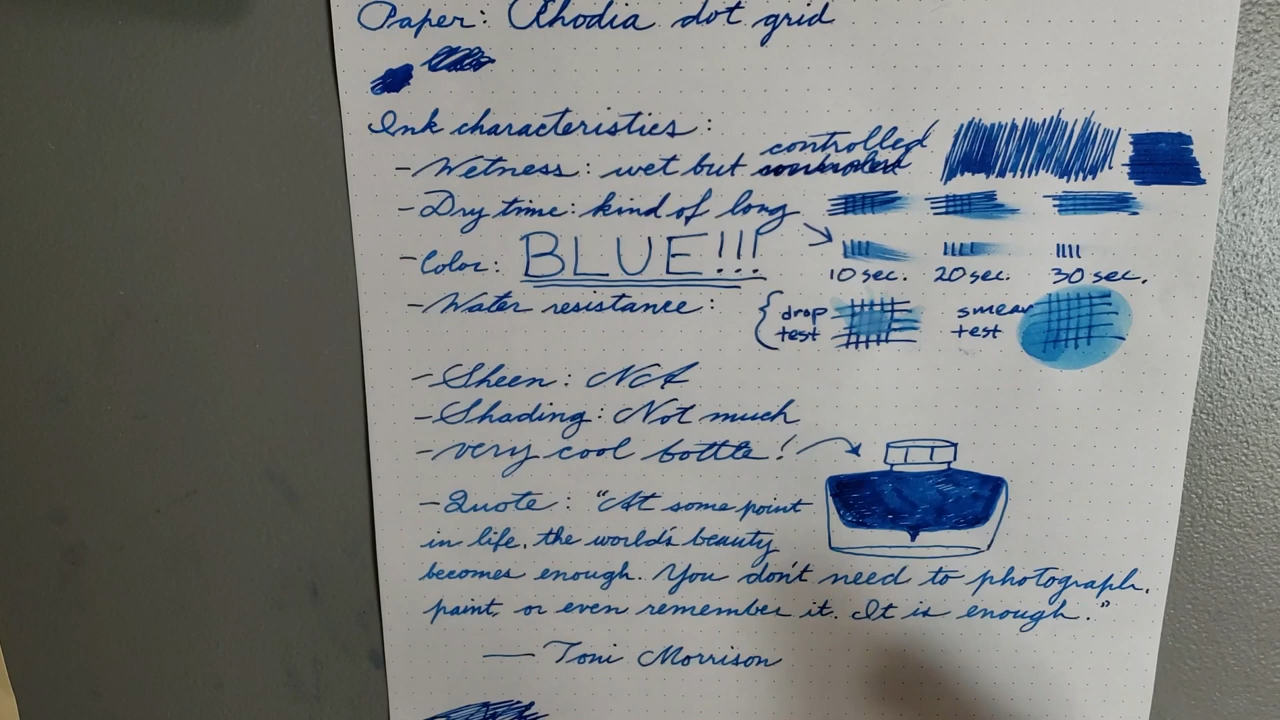 Paper: Rhodia dot grid
Ink characteristics:
controlled
- Wetness: wet but
- Dry time: kind of long
- Color: BLUE!!!
10 sec. 20 sec. 30 sec.
- Water resistance: { drop test smear test
- Sheen: NA
- Shading: Not much
- very cool bottle!
- Quote: "At some point
in life, the world's beauty
becomes enough. You don't need to photograph,
paint, or even remember it. It is enough."
— Toni Morrison